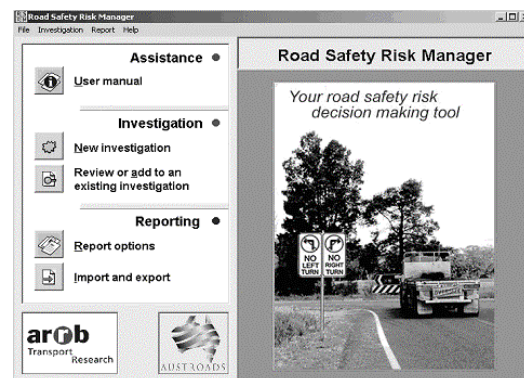 Road Safety Risk Manager
File Investigation Report Help
Assistance
User manual
Investigation
New investigation
Review or add to an
existing investigation
Reporting
Report options
Import and export
arrb
Transport
Research
AUSTROADS
Road Safety Risk Manager
Your road safety risk
decision making tool
NO
LEFT
TURN
NO
RIGHT
TURN
OVERSIZE